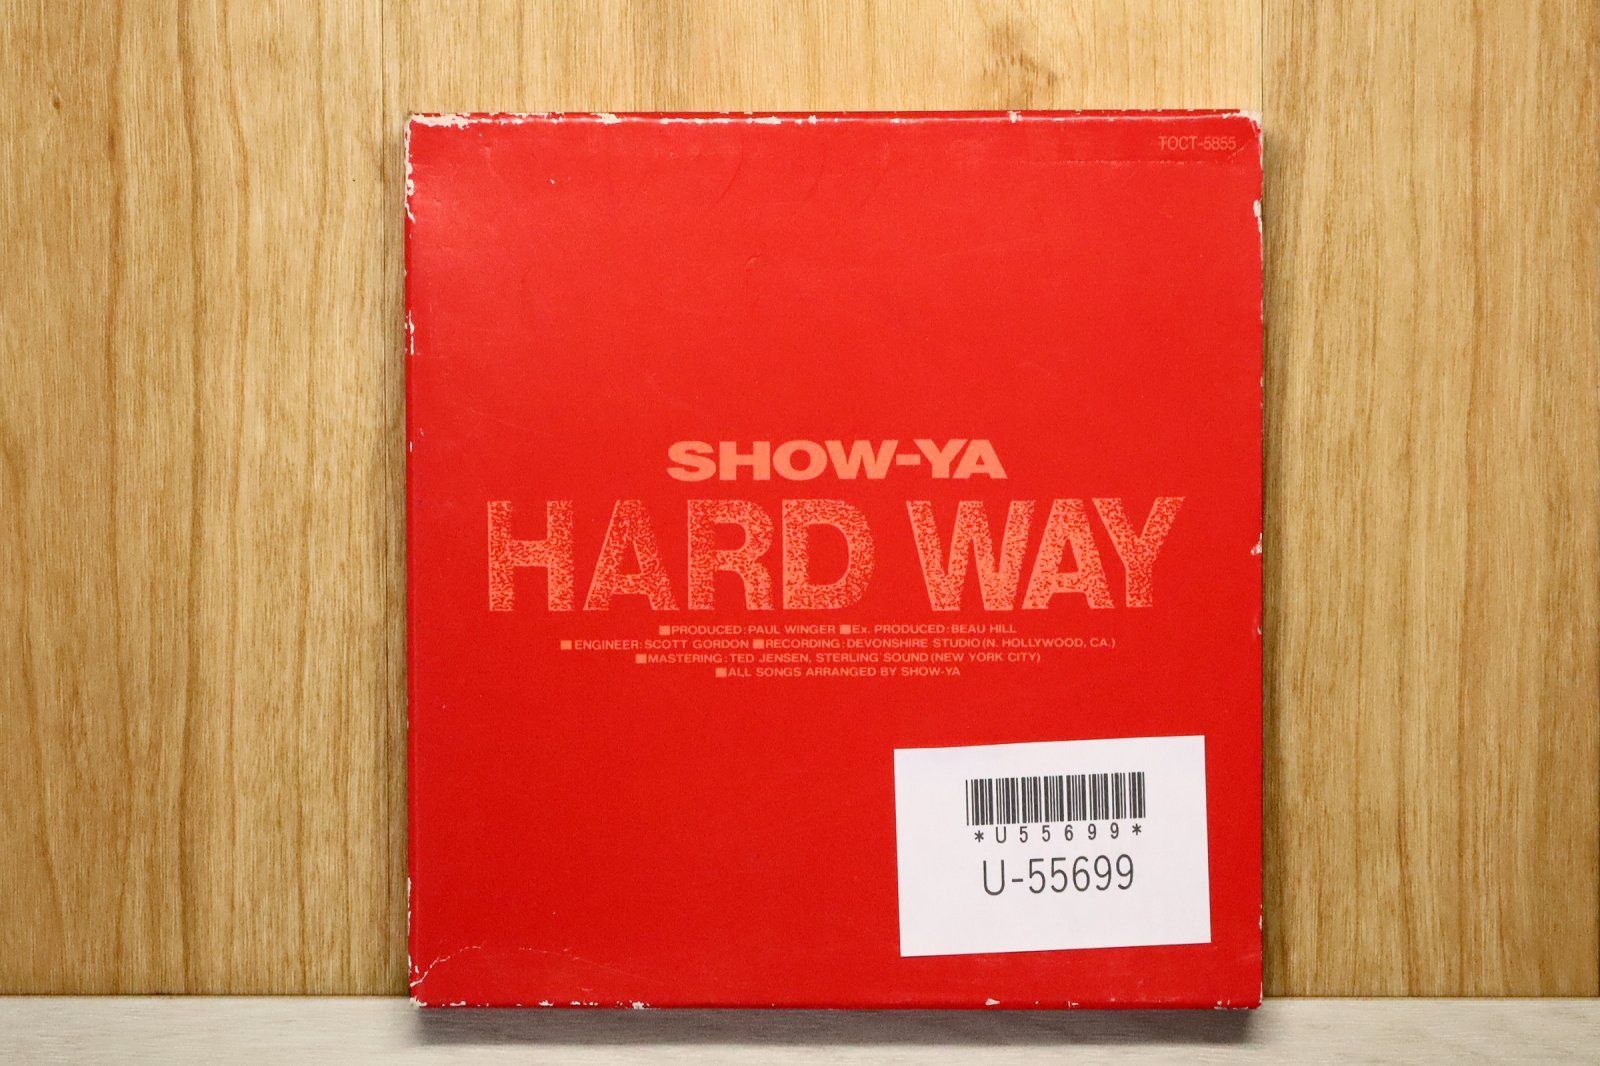 TOCT-5855
SHOW-YA
HARD WAY
■PRODUCED:PAUL WINGER ■Ex. PRODUCED:BEAU HILL
■ENGINEER:SCOTT GORDON ■RECORDING:DEVONSHIRE STUDIO(N. HOLLYWOOD, CA.)
■MASTERING:TED JENSEN, STERLING SOUND(NEW YORK CITY)
■ALL SONGS ARRANGED BY SHOW-YA
*U55699*
U-55699